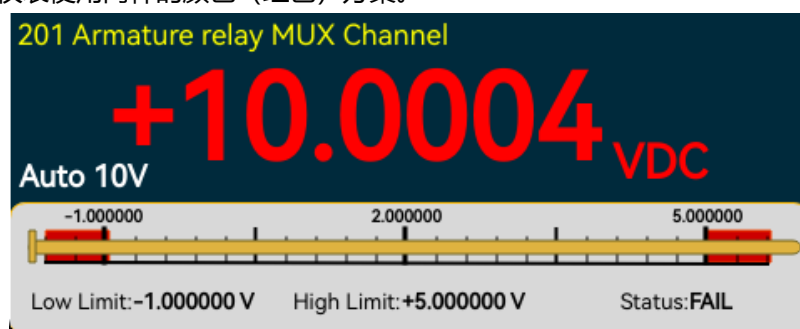 201 Armature relay MUX Channel
+10.0004 VDC
Auto 10V
-1.000000 2.000000 5.000000
Low Limit:-1.000000 V High Limit:+5.000000 V Status:FAIL